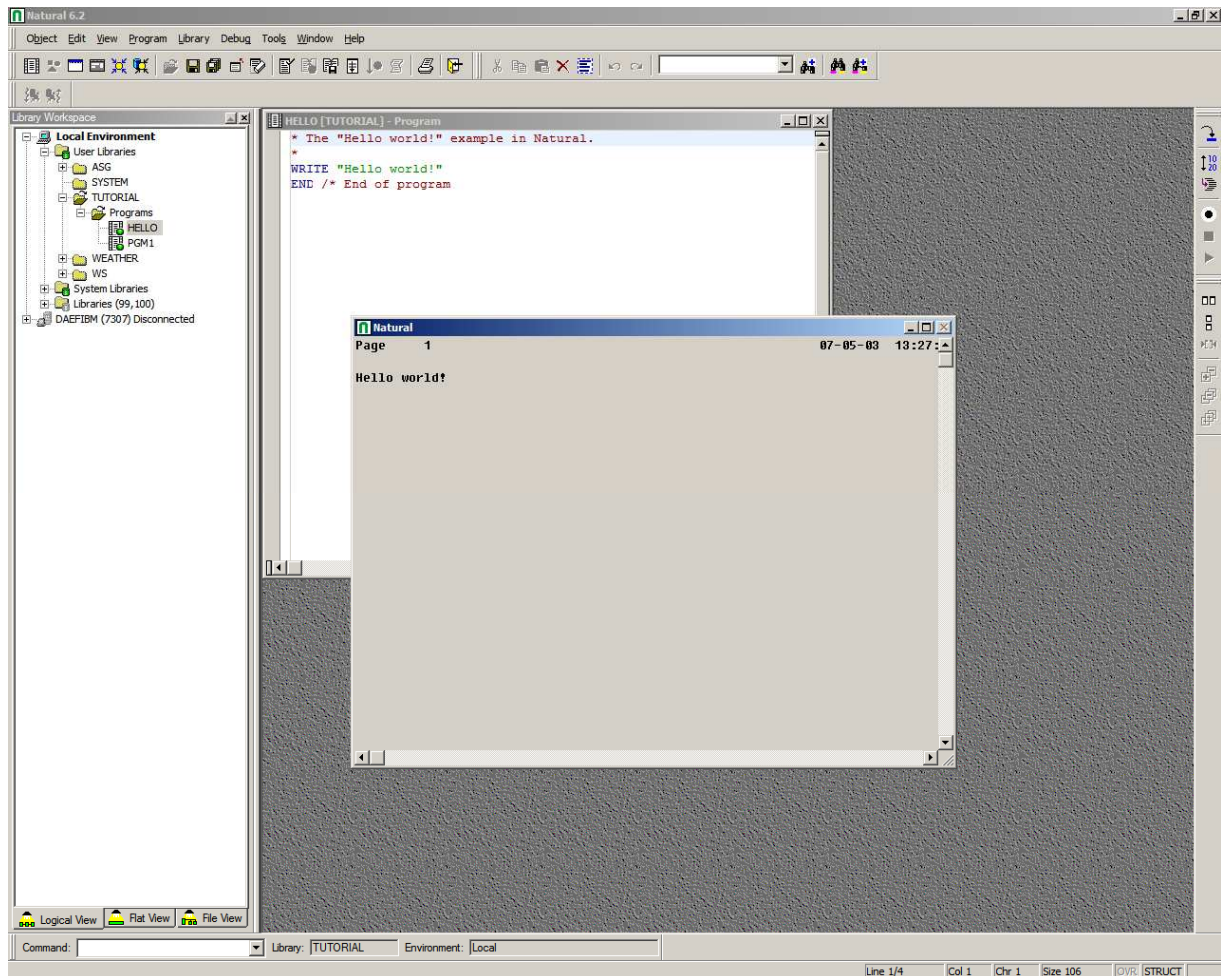 Natural 6.2
Object Edit View Program Library Debug Tools Window Help
Library Workspace
Local Environment
User Libraries
ASG
SYSTEM
TUTORIAL
Programs
HELLO
PGM1
WEATHER
WS
System Libraries
Libraries (99,100)
DAEFIBM (7307) Disconnected
HELLO [TUTORIAL] - Program
* The "Hello world!" example in Natural.
*
WRITE "Hello world!"
END /* End of program
Natural
Page 1 07-05-03 13:27:
Hello world!
10
20
Logical View Flat View File View
Command: Library: TUTORIAL Environment: Local
Line 1/4 Col 1 Chr 1 Size 106 OVR STRUCT